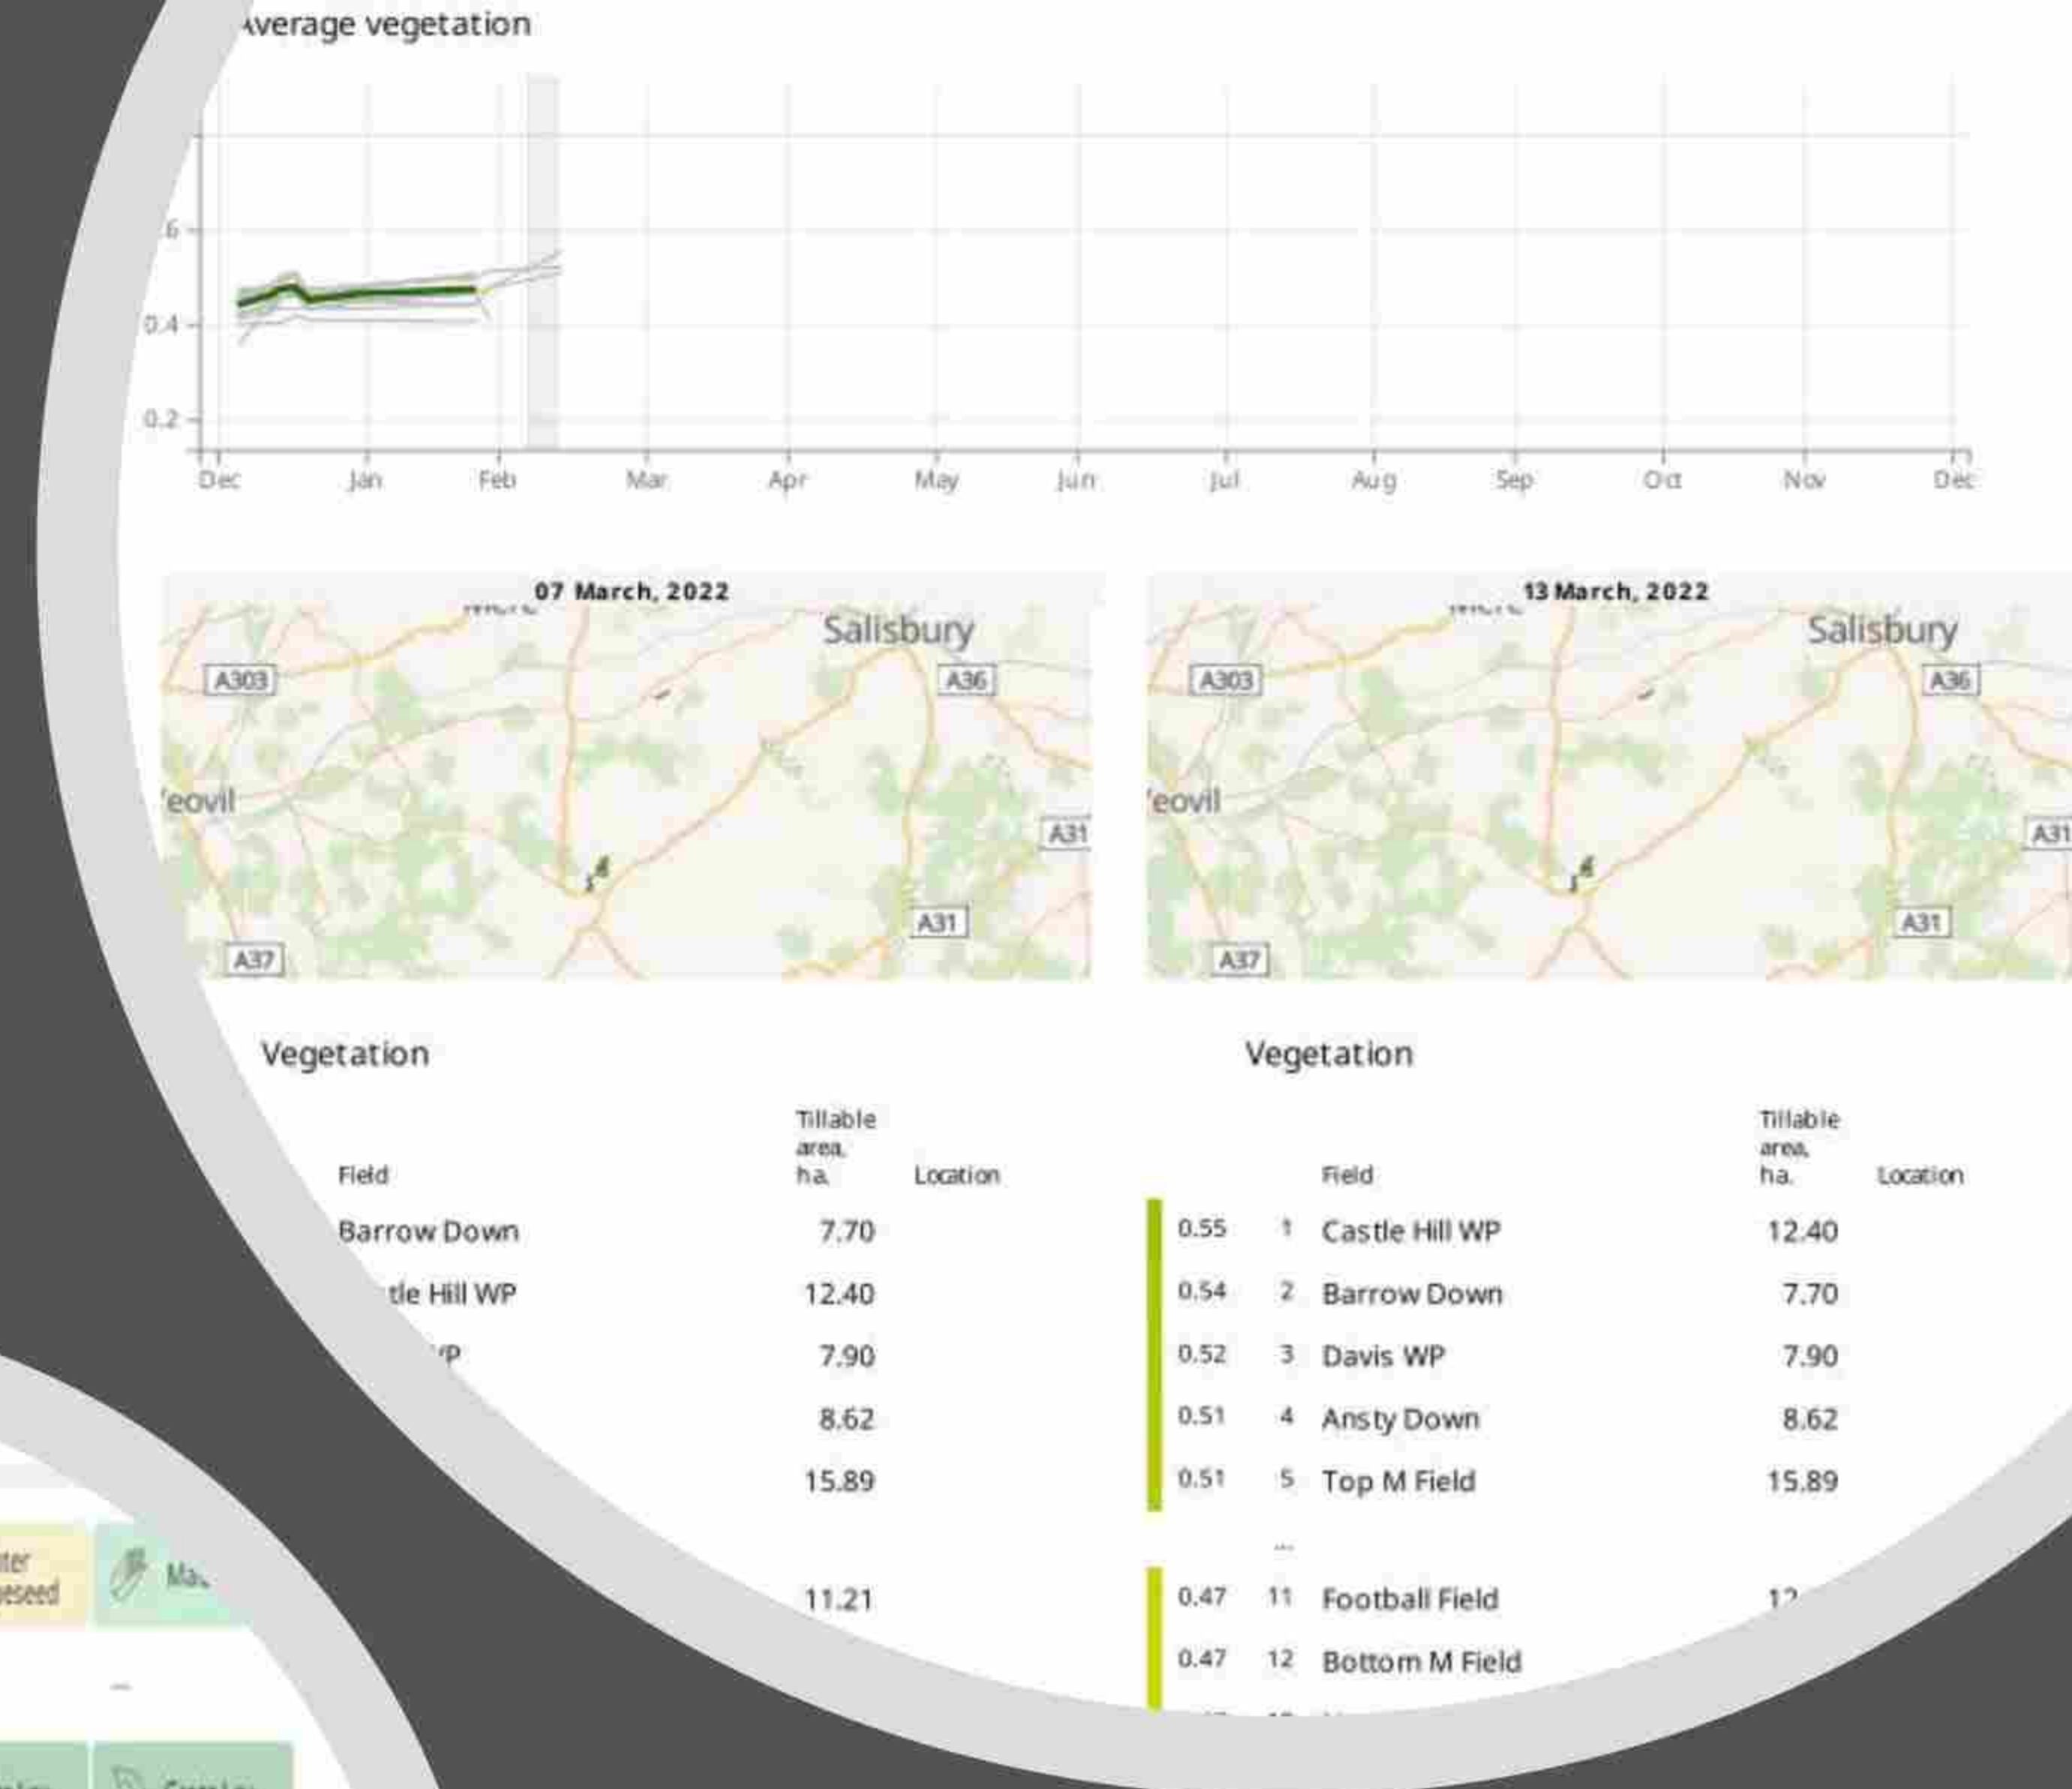 Average vegetation
0.4
0.2
Dec Jan Feb Mar Apr May Jun Jul Aug Sep Oct Nov Dec
07 March, 2022
Salisbury
A303
A36
A31
A31
A37
13 March, 2022
Salisbury
A303
A36
A31
A31
A37
Vegetation
Tillable
area,
Field ha. Location
Barrow Down 7.70
Hill WP 12.40
7.90
8.62
15.89
11.21
Vegetation
Tillable
area,
Field ha. Location
0.55 1 Castle Hill WP 12.40
0.54 2 Barrow Down 7.70
0.52 3 Davis WP 7.90
0.51 4 Ansty Down 8.62
0.51 5 Top M Field 15.89
...
0.47 11 Football Field
0.47 12 Bottom M Field